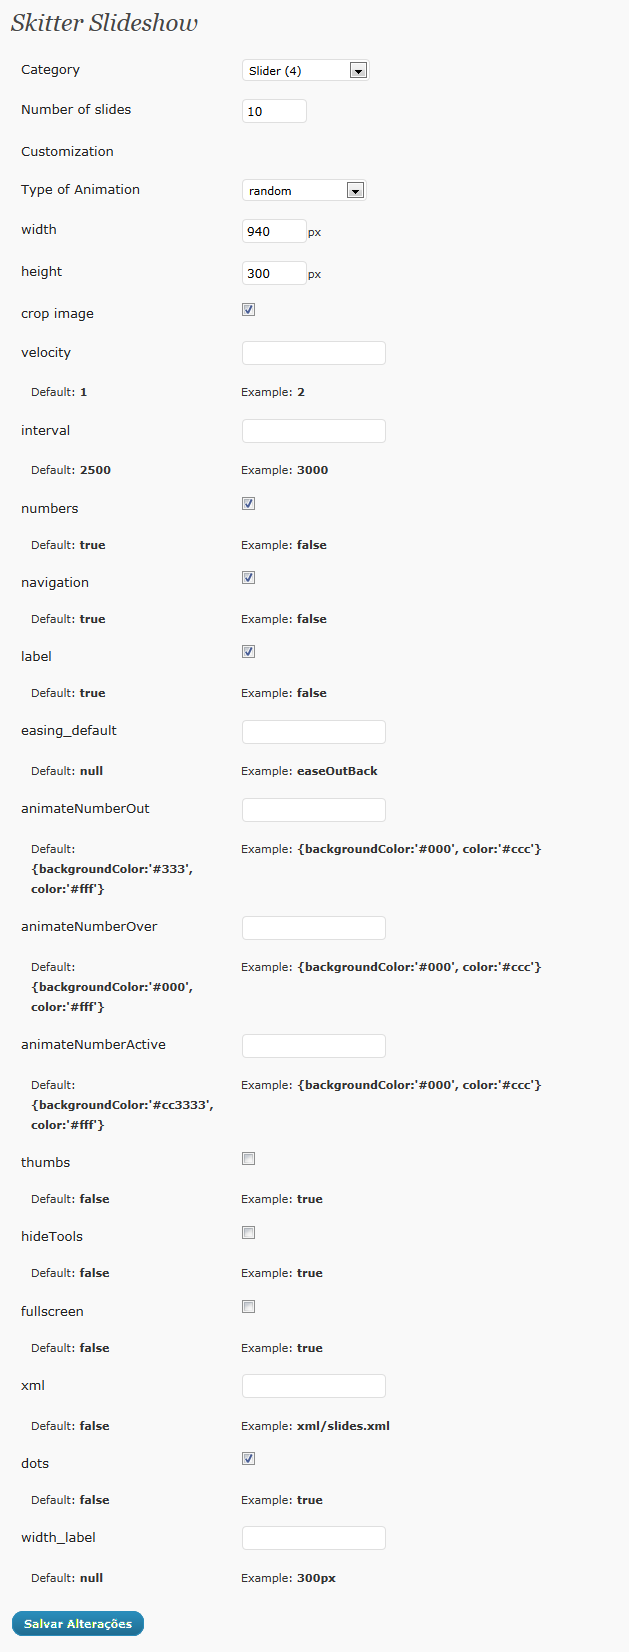 Skitter Slideshow
Category Slider (4)
Number of slides 10
Customization
Type of Animation random
width 940 px
height 300 px
crop image
velocity
Default: 1 Example: 2
interval
Default: 2500 Example: 3000
numbers
Default: true Example: false
navigation
Default: true Example: false
label
Default: true Example: false
easing_default
Default: null Example: easeOutBack
animateNumberOut
Default: Example: {backgroundColor:'#000', color:'#ccc'}
{backgroundColor:'#333',
color:'#fff'}
animateNumberOver
Default: Example: {backgroundColor:'#000', color:'#ccc'}
{backgroundColor:'#000',
color:'#fff'}
animateNumberActive
Default: Example: {backgroundColor:'#000', color:'#ccc'}
{backgroundColor:'#cc3333',
color:'#fff'}
thumbs
Default: false Example: true
hideTools
Default: false Example: true
fullscreen
Default: false Example: true
xml
Default: false Example: xml/slides.xml
dots
Default: false Example: true
width_label
Default: null Example: 300px
Salvar Alterações